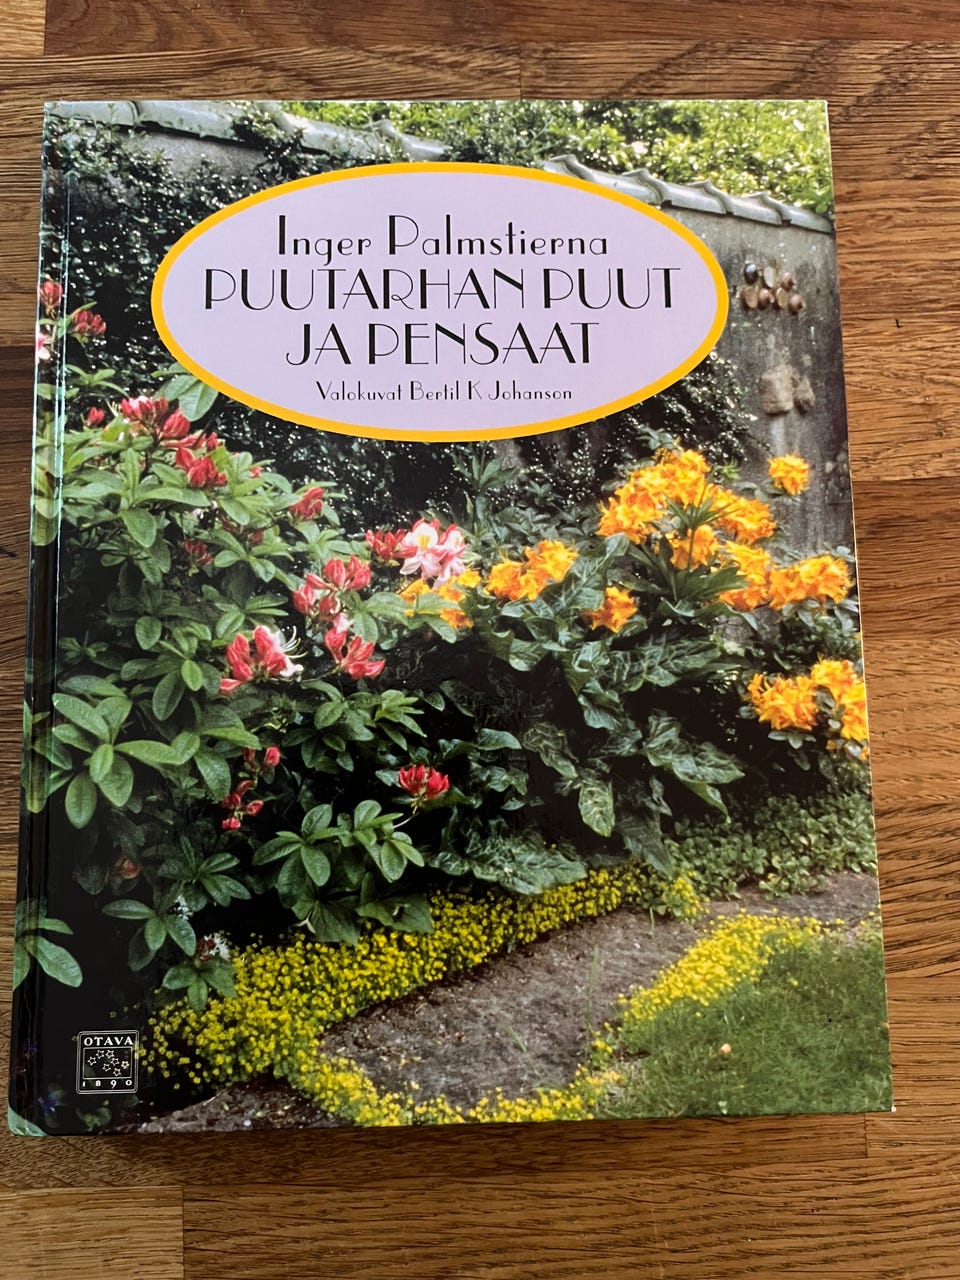 Inger Palmstierna
PUUTARHAN PUUT
JA PENSAAT
Valokuvat Bertil K Johanson
OTAVA
1890